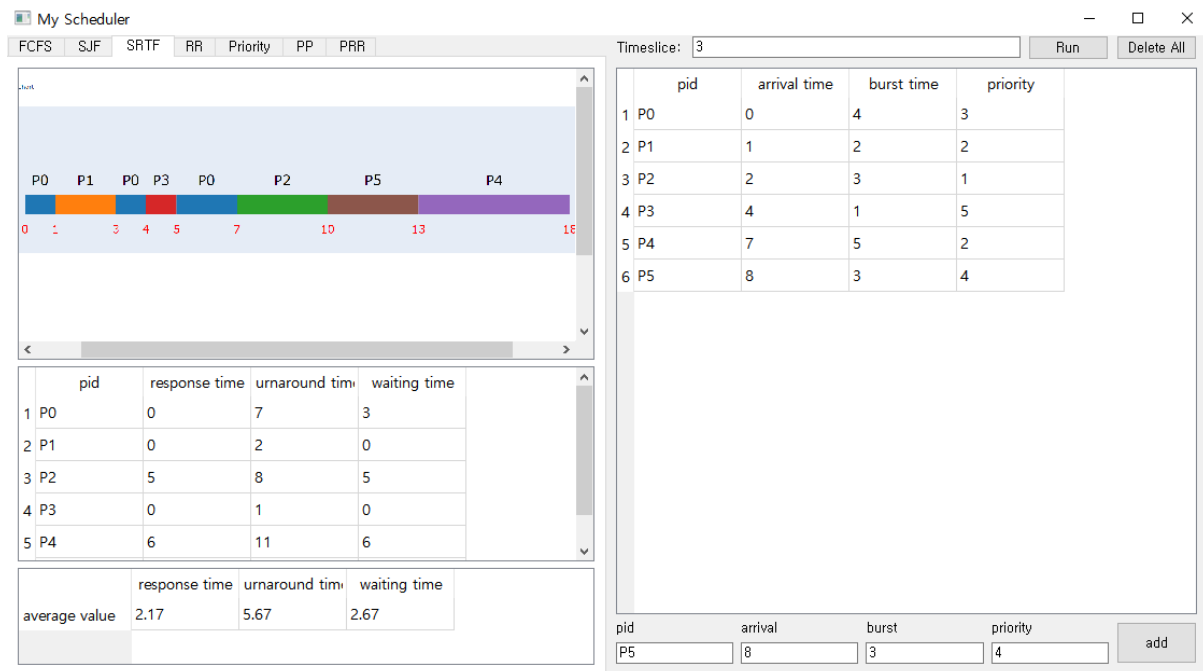 My Scheduler
FCFS SJF SRTF RR Priority PP PRR
Timeslice: 3 Run Delete All
P0 P1 P0 P3 P0 P2 P5 P4
0 1 3 4 5 7 10 13 18
pid response time urnaround time waiting time
1 P0 0 7 3
2 P1 0 2 0
3 P2 5 8 5
4 P3 0 1 0
5 P4 6 11 6
response time urnaround time waiting time
average value 2.17 5.67 2.67
pid arrival time burst time priority
1 P0 0 4 3
2 P1 1 2 2
3 P2 2 3 1
4 P3 4 1 5
5 P4 7 5 2
6 P5 8 3 4
pid arrival burst priority
P5 8 3 4 add